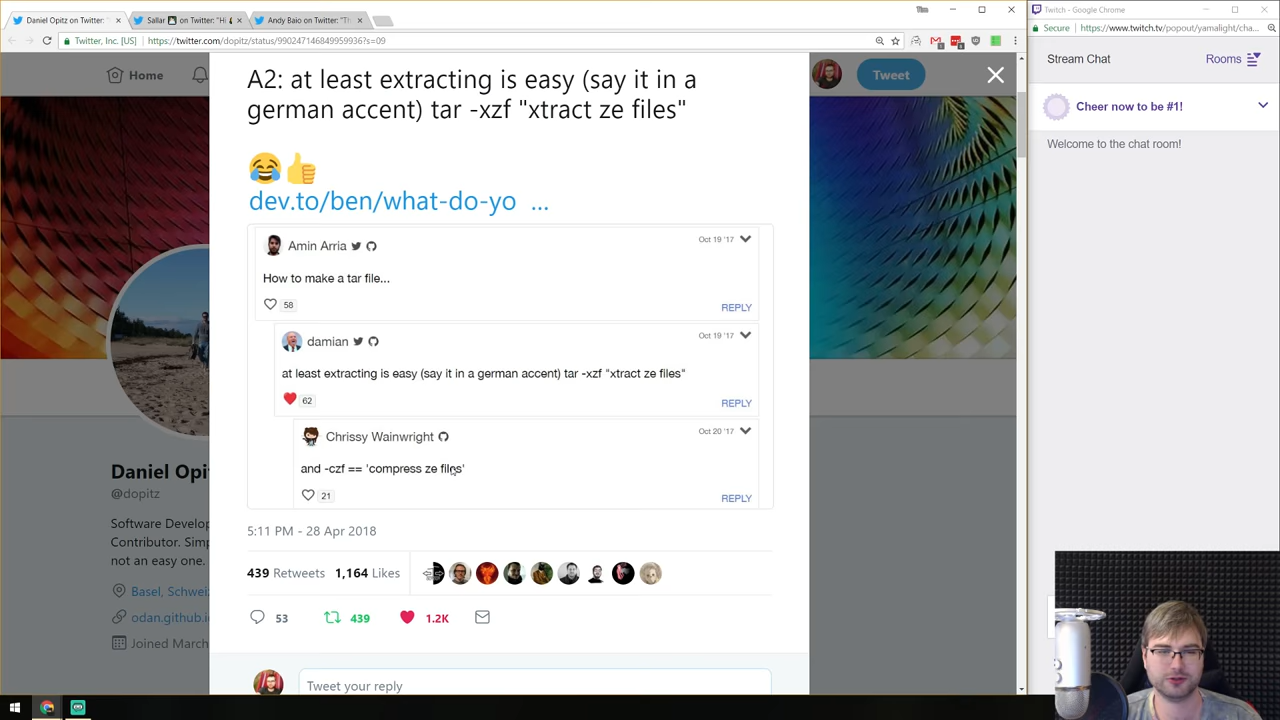 Daniel Opitz on Twitter: "
Sallar on Twitter: "Hi
Andy Baio on Twitter: "T
Twitch - Google Chrome
Twitter, Inc. [US]
https://twitter.com/dopitz/status/990247146849959936?s=09
Secure
https://www.twitch.tv/popout/yamalight/cha...
Home
Tweet
A2: at least extracting is easy (say it in a
german accent) tar -xzf "xtract ze files"
😂👍
dev.to/ben/what-do-yo ...
Amin Arria
Oct 19 '17
How to make a tar file...
58
REPLY
damian
Oct 19 '17
at least extracting is easy (say it in a german accent) tar -xzf "xtract ze files"
62
REPLY
Chrissy Wainwright
Oct 20 '17
and -czf == 'compress ze files'
21
REPLY
5:11 PM - 28 Apr 2018
439 Retweets 1,164 Likes
53
439
1.2K
Tweet your reply
Daniel Opi
@dopitz
Software Develop
Contributor. Simp
not an easy one.
Basel, Schweiz
odan.github.i
Joined March
Stream Chat
Rooms
Cheer now to be #1!
Welcome to the chat room!